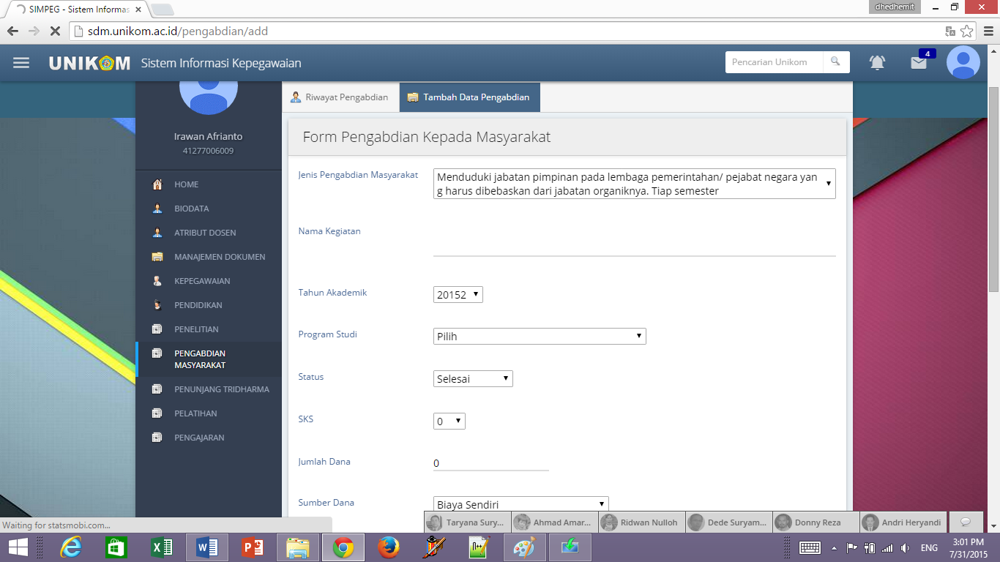 SIMPEG - Sistem Informas
dhedhemit
sdm.unikom.ac.id/pengabdian/add
UNIKOM Sistem Informasi Kepegawaian
Pencarian Unikom
4
Riwayat Pengabdian
Tambah Data Pengabdian
Irawan Afrianto
41277006009
HOME
BIODATA
ATRIBUT DOSEN
MANAJEMEN DOKUMEN
KEPEGAWAIAN
PENDIDIKAN
PENELITIAN
PENGABDIAN
MASYARAKAT
PENUNJANG TRIDHARMA
PELATIHAN
PENGAJARAN
Form Pengabdian Kepada Masyarakat
Jenis Pengabdian Masyarakat
Menduduki jabatan pimpinan pada lembaga pemerintahan/ pejabat negara yan
g harus dibebaskan dari jabatan organiknya. Tiap semester
Nama Kegiatan
Tahun Akademik
20152
Program Studi
Pilih
Status
Selesai
SKS
0
Jumlah Dana
0
Sumber Dana
Biaya Sendiri
Waiting for statsmobi.com...
Taryana Sury...
Ahmad Amar...
Ridwan Nulloh
Dede Suryam...
Donny Reza
Andri Heryandi
ENG
3:01 PM
7/31/2015